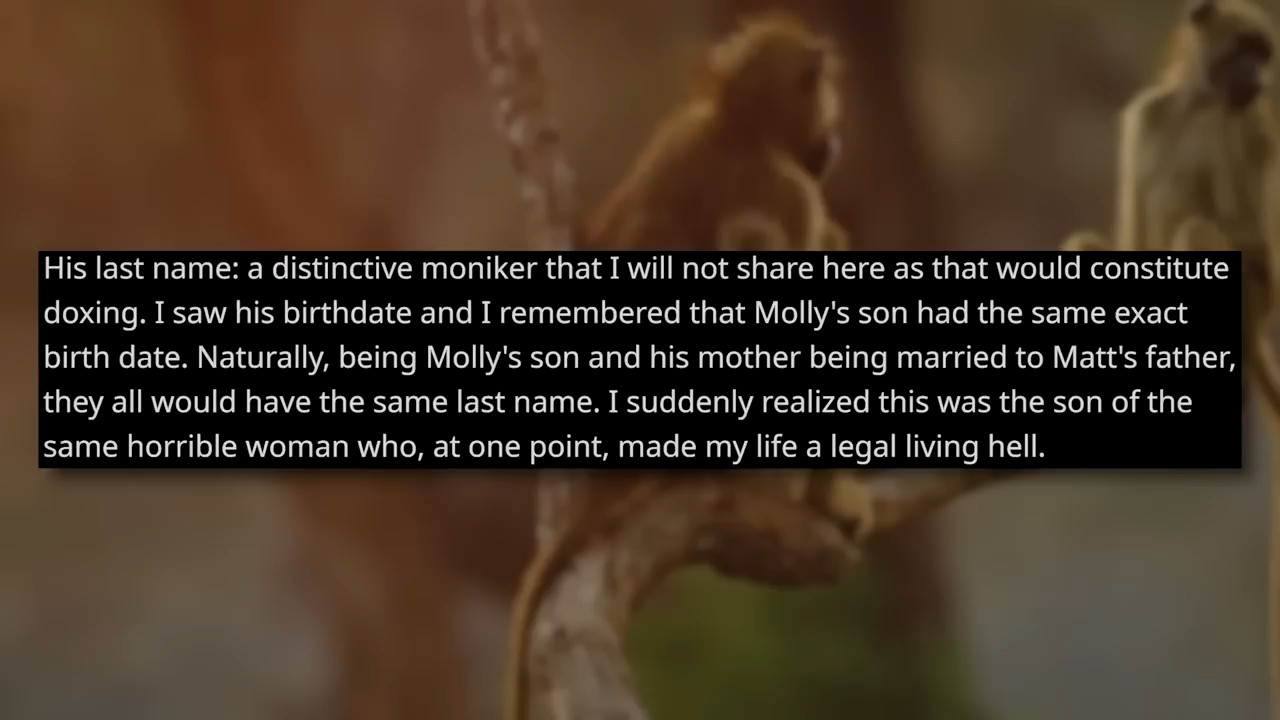 His last name: a distinctive moniker that I will not share here as that would constitute
doxing. I saw his birthdate and I remembered that Molly's son had the same exact
birth date. Naturally, being Molly's son and his mother being married to Matt's father,
they all would have the same last name. I suddenly realized this was the son of the
same horrible woman who, at one point, made my life a legal living hell.